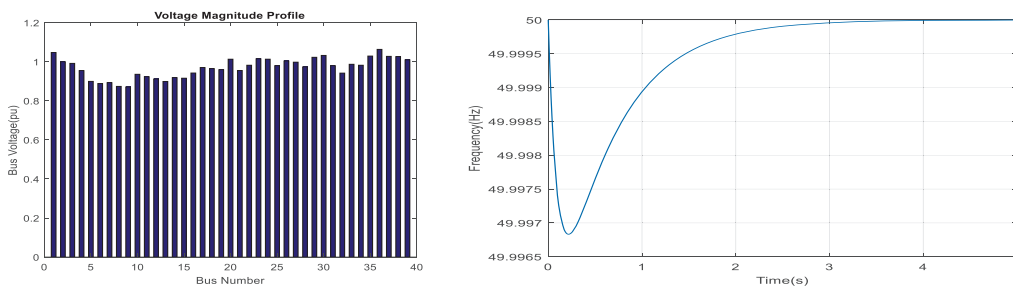 Voltage Magnitude Profile
Bus Voltage(pu)
1.2
1
0.8
0.6
0.4
0.2
0
0 5 10 15 20 25 30 35 40
Bus Number
Frequency(Hz)
50
49.9995
49.999
49.9985
49.998
49.9975
49.997
49.9965
0 1 2 3 4
Time(s)